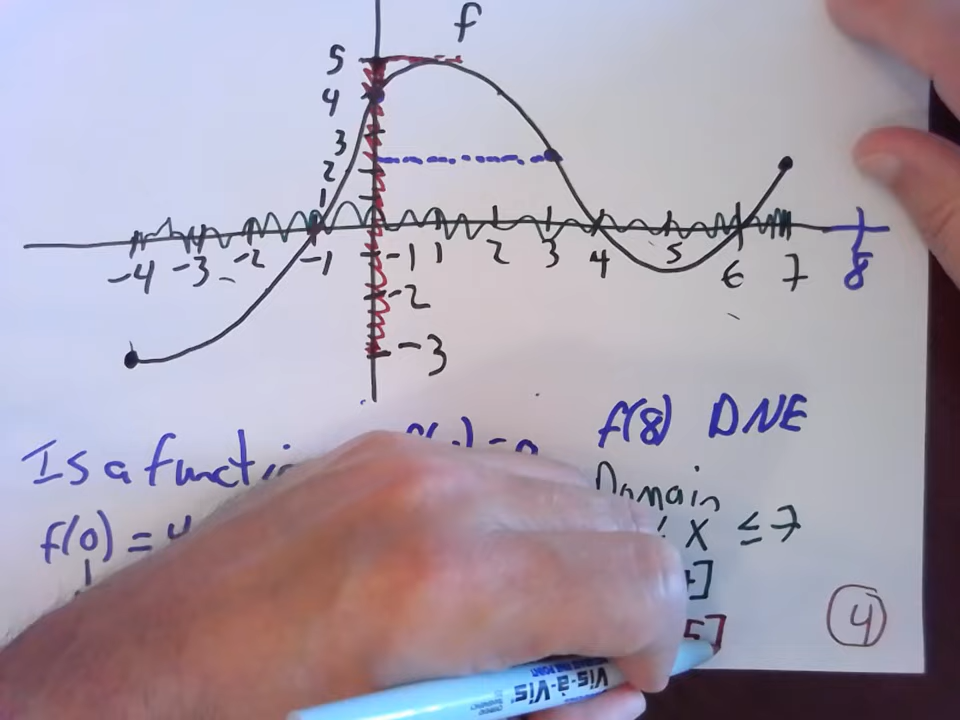 f
5
4
3
2
1
-4 -3 -2 -1 -1 1 2 3 4 5 6 7 8
-2
-3
f(8) DNE
Is a
Domain
f(0) = 4 X ≤ 7
]
5]
4
Vis-à-Vis